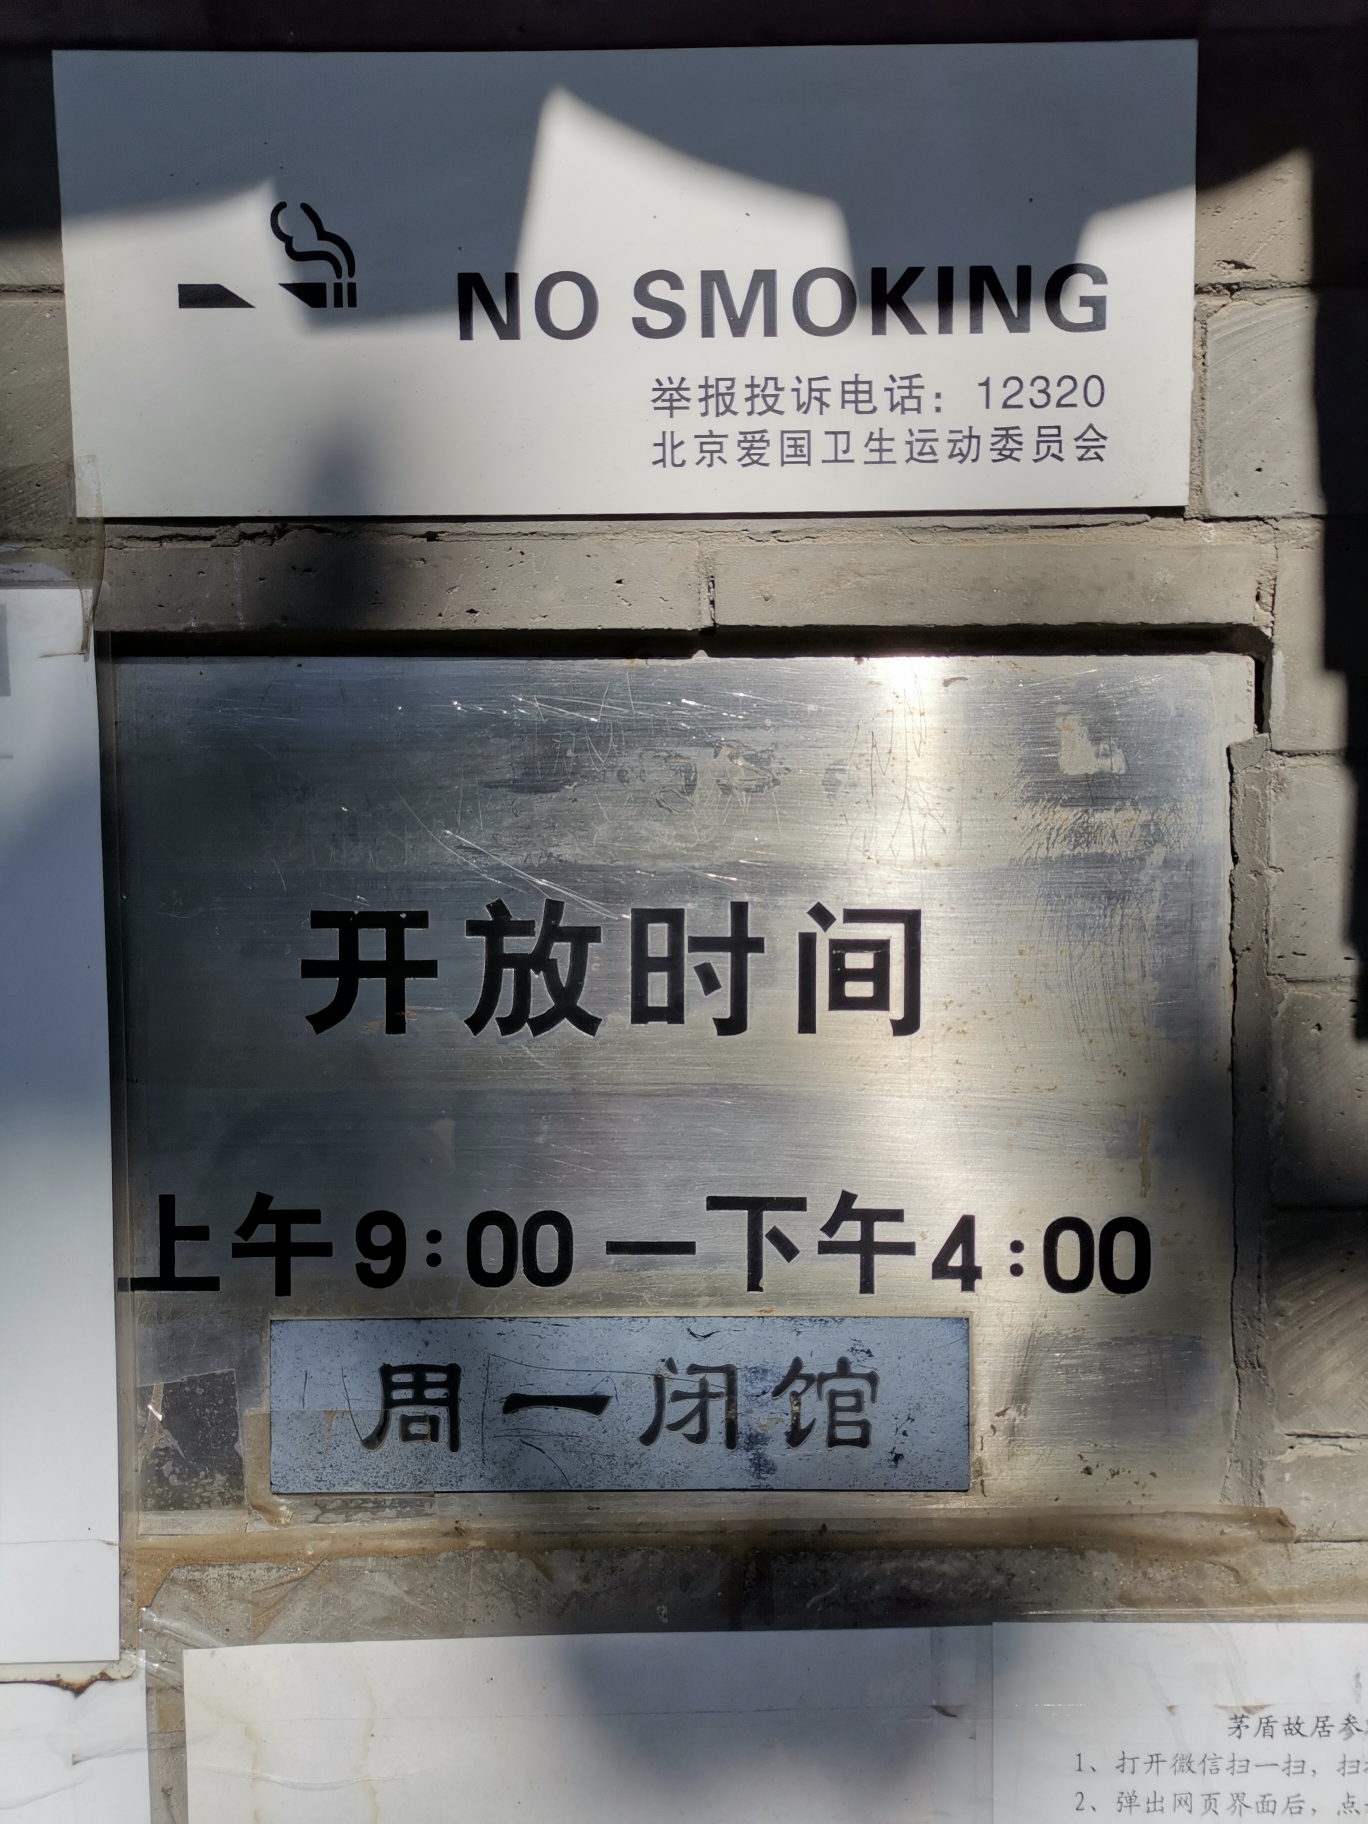 NO SMOKING
举报投诉电话：12320
北京爱国卫生运动委员会
开放时间
上午9:00—下午4:00
周一闭馆
茅盾故居参
1、打开微信扫一扫，扫
2、弹出网页界面后，点